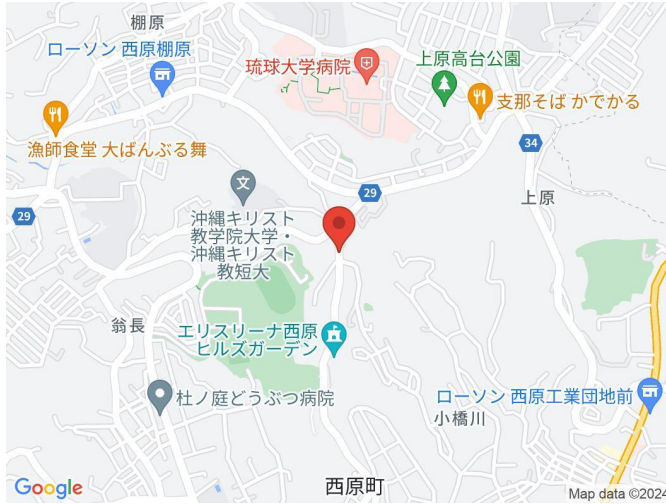 棚原
ローソン 西原棚原
琉球大学病院
上原高台公園
支那そば かでかる
漁師食堂 大ばんぶる舞
34
29
上原
29
沖縄キリスト
教学院大学・
沖縄キリスト
教短大
翁長
エリスリーナ西原
ヒルズガーデン
杜ノ庭どうぶつ病院
ローソン 西原工業団地前
小橋川
西原町
Google
Map data ©2024